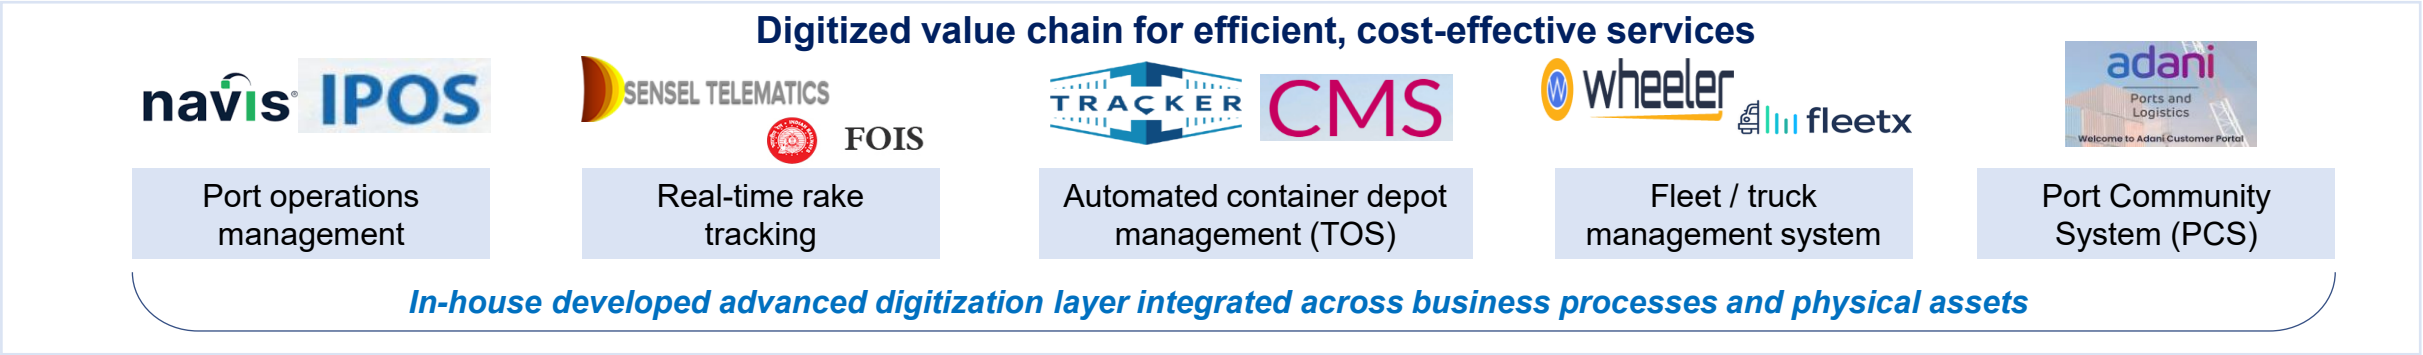 Digitized value chain for efficient, cost-effective services
navis® IPOS
SENSEL TELEMATICS
FOIS
TRACKER
CMS
W wheeler
fleetx
adani
Ports and
Logistics
Welcome to Adani Customer Portal
Port operations
management
Real-time rake
tracking
Automated container depot
management (TOS)
Fleet / truck
management system
Port Community
System (PCS)
In-house developed advanced digitization layer integrated across business processes and physical assets